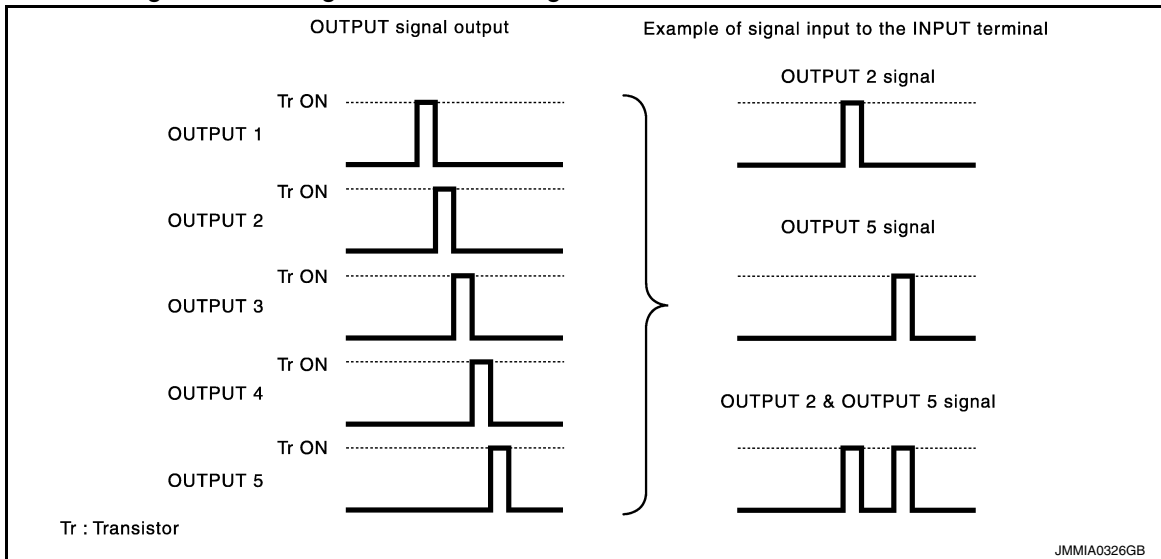 OUTPUT signal output
Example of signal input to the INPUT terminal
OUTPUT 1
Tr ON
OUTPUT 2
Tr ON
OUTPUT 3
Tr ON
OUTPUT 4
Tr ON
OUTPUT 5
Tr ON
OUTPUT 2 signal
OUTPUT 5 signal
OUTPUT 2 & OUTPUT 5 signal
Tr : Transistor
JMMIA0326GB